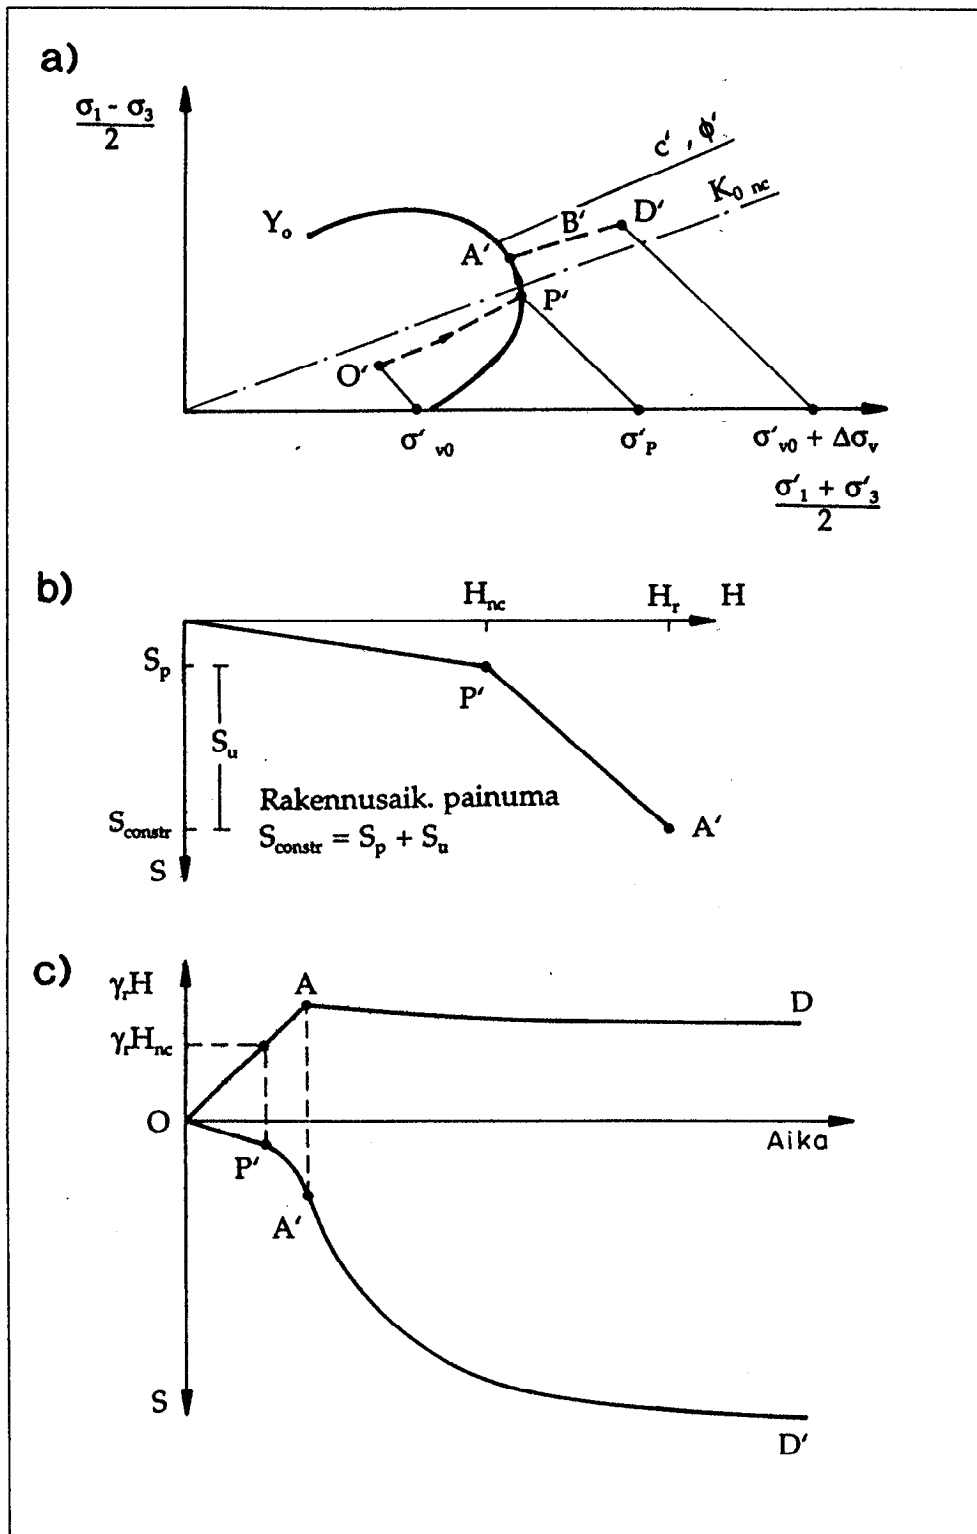 a)
σ₁ - σ₃
2
c′ , ϕ′
K₀ nc
Yₒ
A′
B′
D′
P′
O′
σ′v0
σ′P
σ′v0 + Δσv
σ′₁ + σ′₃
2
b)
Hnc
Hr
H
Sp
P′
Su
Rakennusaik. painuma
Sconstr
Sconstr = Sp + Su
A′
S
c)
γrH
A
D
γrHnc
O
Aika
P′
A′
S
D′